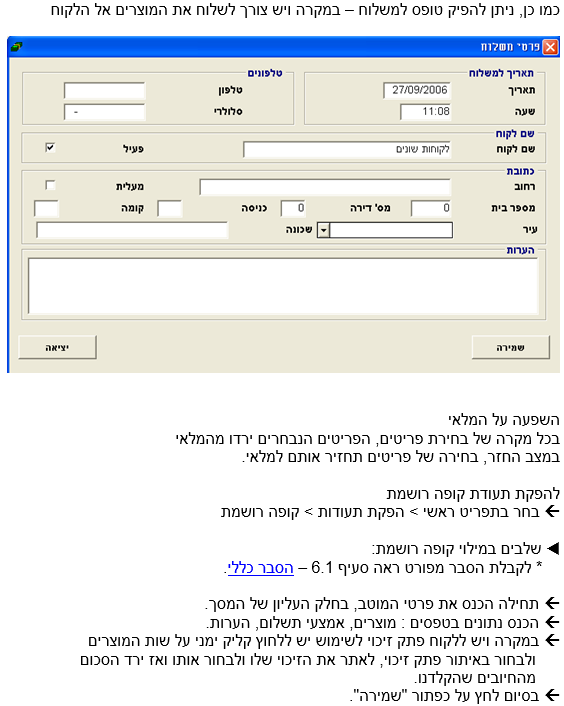 כמו כן, ניתן להפיק טופס למשלוח – במקרה ויש צורך לשלוח את המוצרים אל הלקוח
פרטי משלוח
תאריך למשלוח
טלפונים
תאריך 27/09/2006
טלפון
שעה 11:08
סלולרי -
שם לקוח
שם לקוח לקוחות שונים פעיל
כתובת
רחוב מעלית
מספר בית 0 מס' דירה 0 כניסה קומה
עיר שכונה
הערות
שמירה יציאה
השפעה על המלאי
בכל מקרה של בחירת פריטים, הפריטים הנבחרים ירדו מהמלאי
במצב החזר, בחירה של פריטים תחזיר אותם למלאי.
להפקת תעודת קופה רושמת
← בחר בתפריט ראשי > הפקת תעודות > קופה רושמת
◄ שלבים במילוי קופה רושמת:
* לקבלת הסבר מפורט ראה סעיף 6.1 – הסבר כללי.
← תחילה הכנס את פרטי המוטב, בחלק העליון של המסך.
← הכנס נתונים בטפסים : מוצרים, אמצעי תשלום, הערות.
← במקרה ויש ללקוח פתק זיכוי לשימוש יש ללחוץ קליק ימני על שות המוצרים
ולבחור באיתור פתק זיכוי, לאתר את הזיכוי שלו ולבחור אותו ואז ירד הסכום
מהחיובים שהקלדנו.
← בסיום לחץ על כפתור "שמירה".